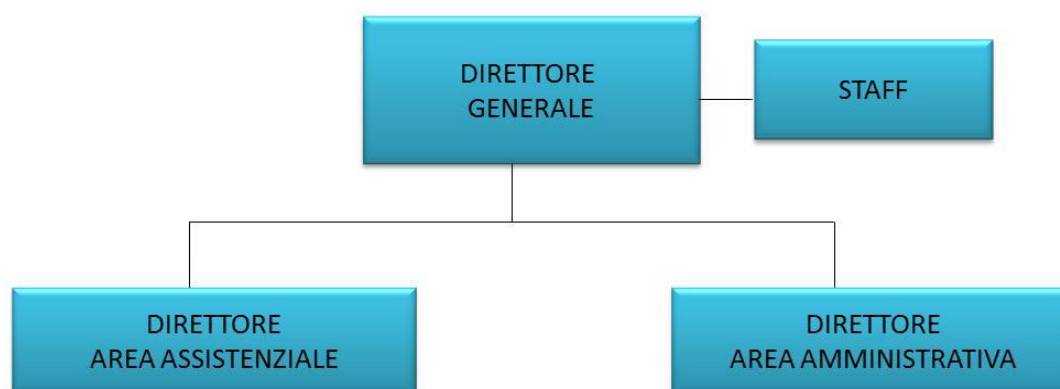 DIRETTORE
GENERALE
STAFF
DIRETTORE
AREA ASSISTENZIALE
DIRETTORE
AREA AMMINISTRATIVA